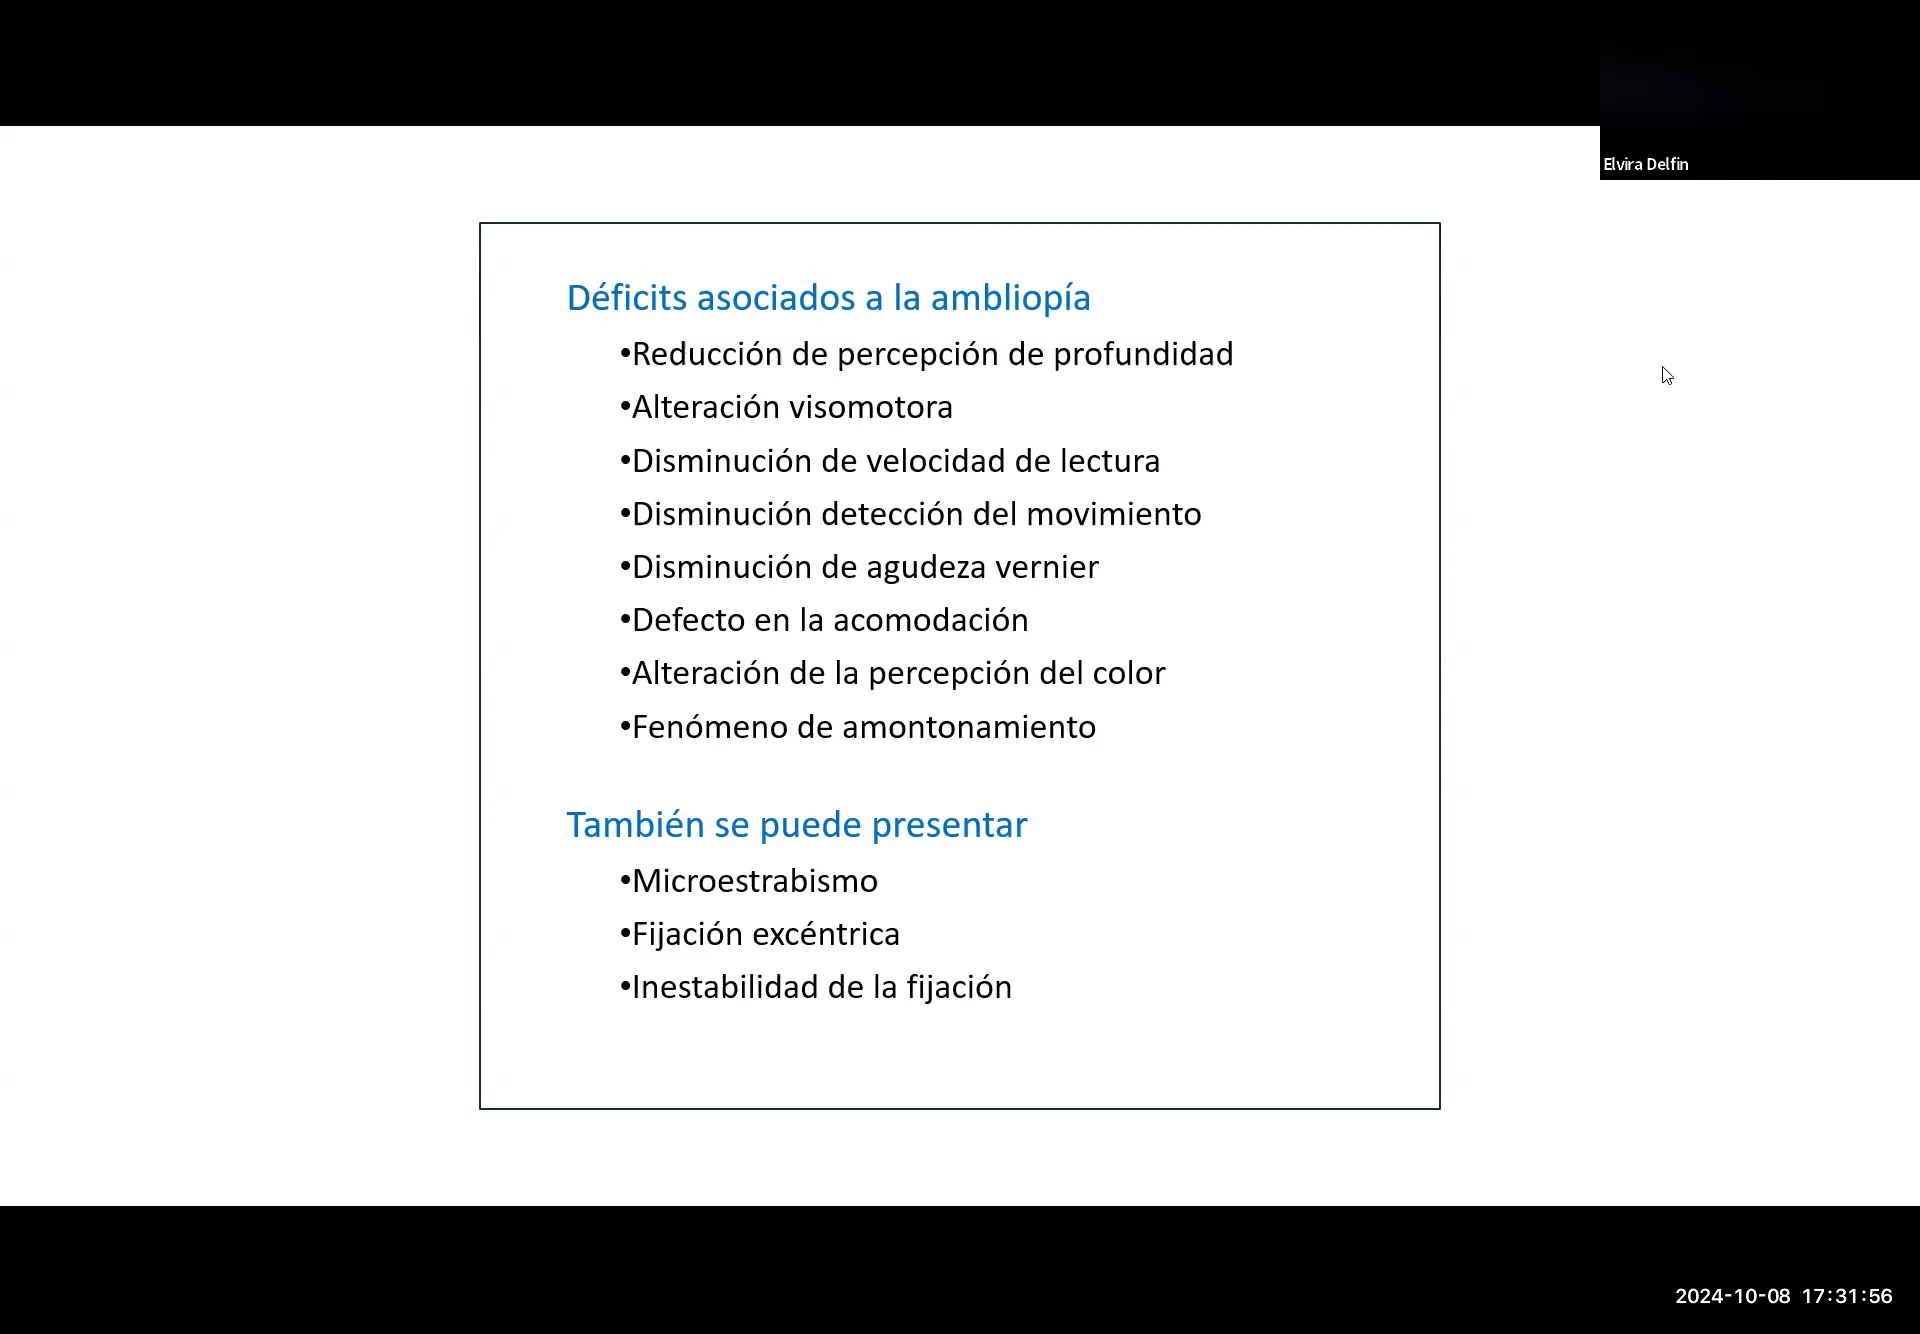 Elvira Delfin
Déficits asociados a la ambliopía
•Reducción de percepción de profundidad
•Alteración visomotora
•Disminución de velocidad de lectura
•Disminución detección del movimiento
•Disminución de agudeza vernier
•Defecto en la acomodación
•Alteración de la percepción del color
•Fenómeno de amontonamiento
También se puede presentar
•Microestrabismo
•Fijación excéntrica
•Inestabilidad de la fijación
2024-10-08 17:31:56